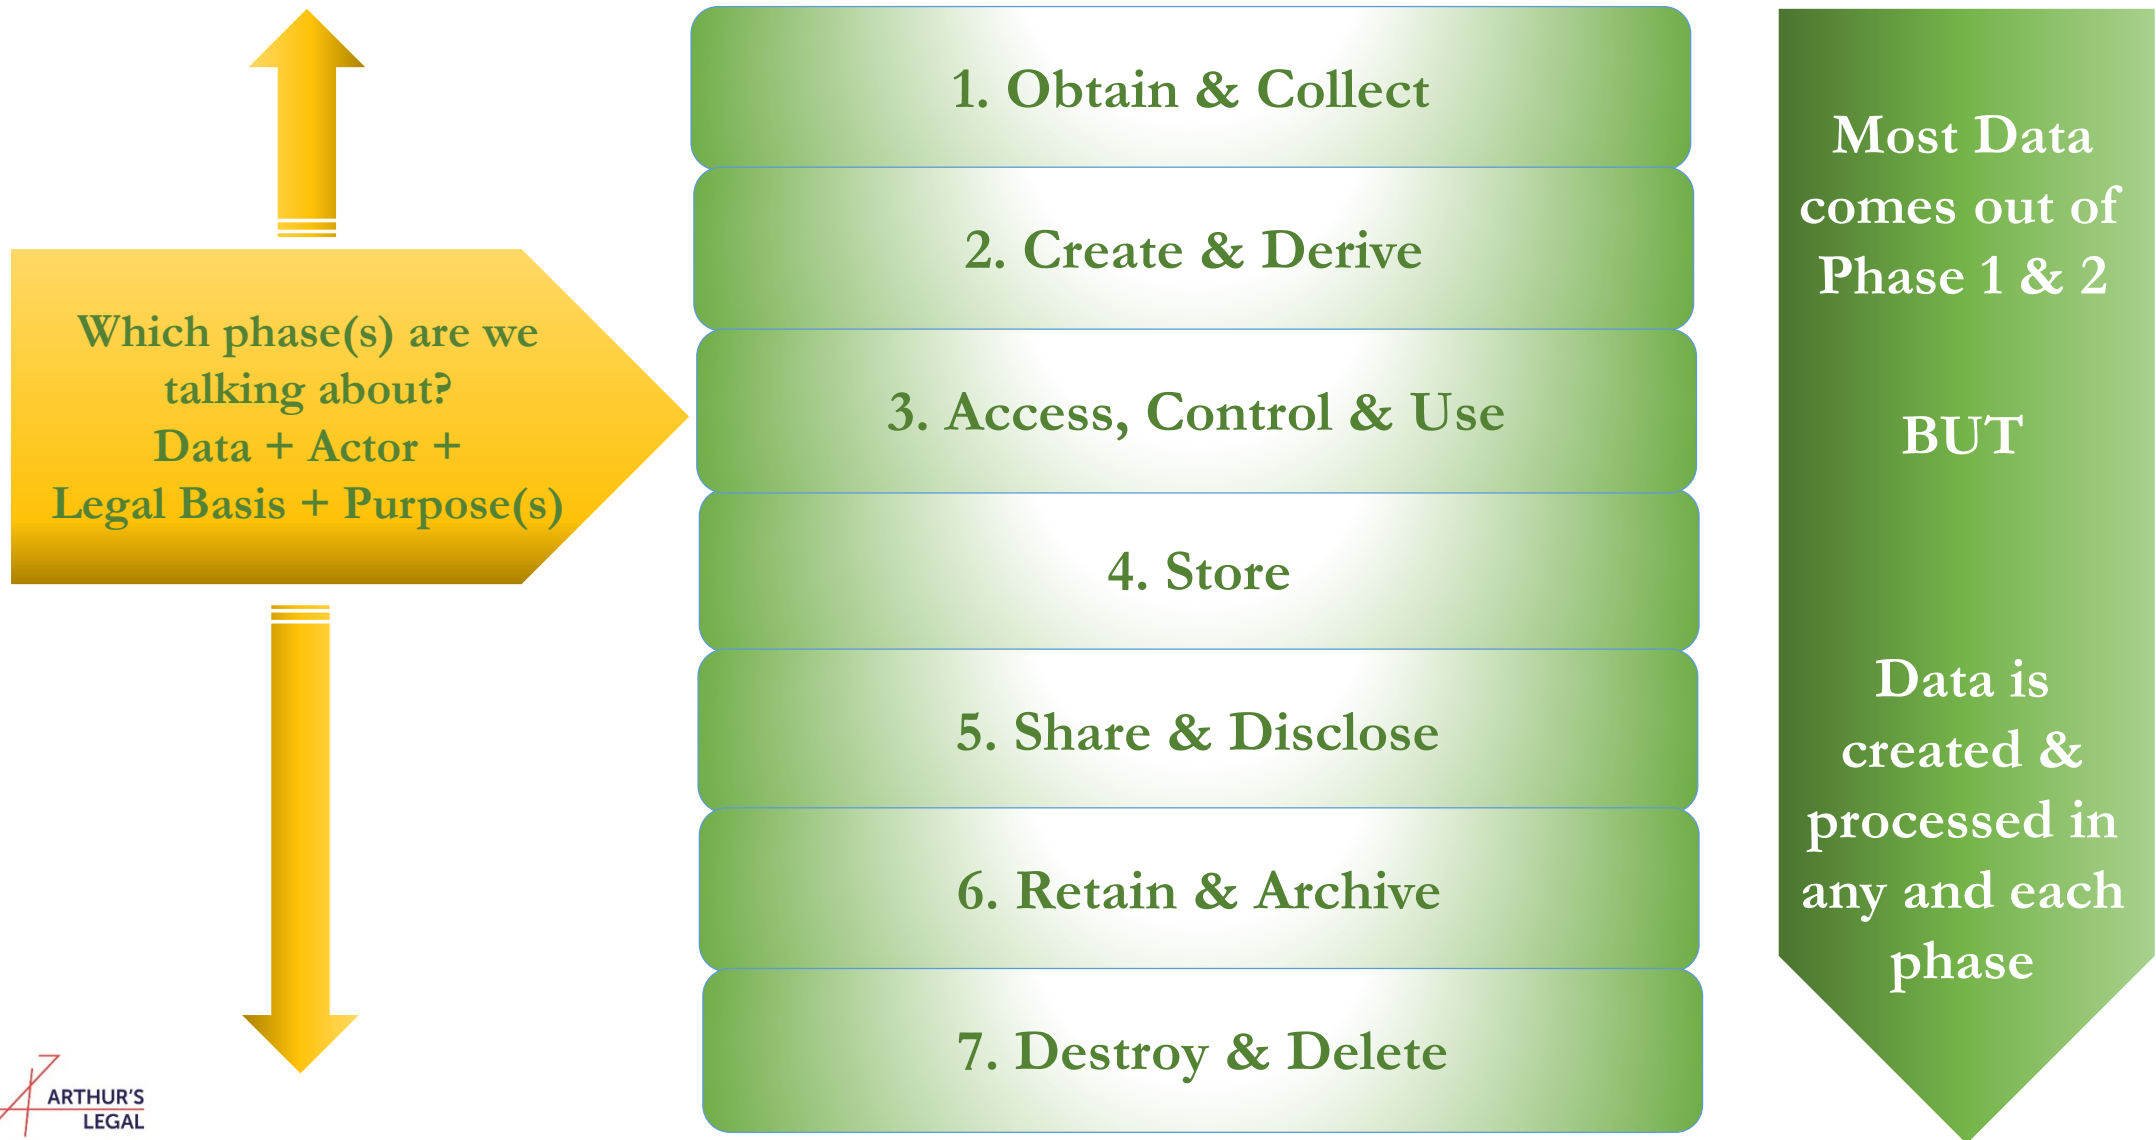 Which phase(s) are we
talking about?
Data + Actor +
Legal Basis + Purpose(s)
1. Obtain & Collect
2. Create & Derive
3. Access, Control & Use
4. Store
5. Share & Disclose
6. Retain & Archive
7. Destroy & Delete
Most Data
comes out of
Phase 1 & 2
BUT
Data is
created &
processed in
any and each
phase
ARTHUR'S
LEGAL